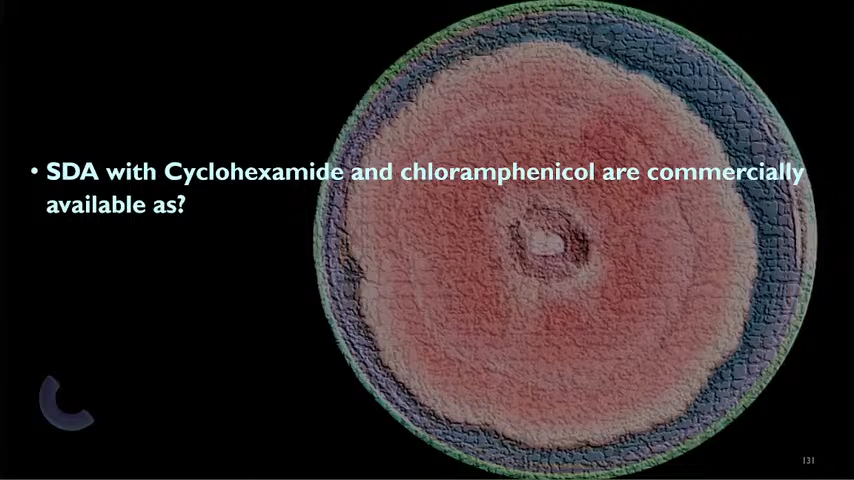 • SDA with Cyclohexamide and chloramphenicol are commercially
available as?
131